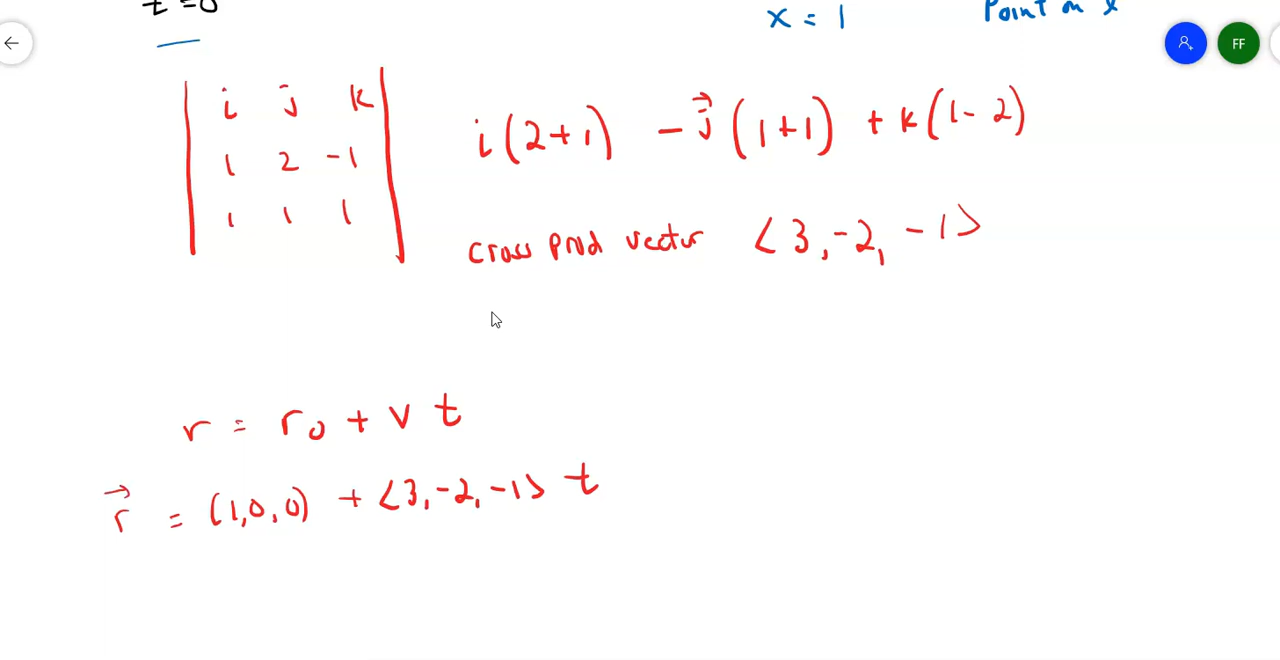 x = 1
Point on
FF
i j k
1 2 -1
1 1 1
i(2+1) - j(1+1) + k(1-2)
cross prod vector <3, -2, -1>
r = r0 + v t
r = (1,0,0) + <3,-2,-1> t